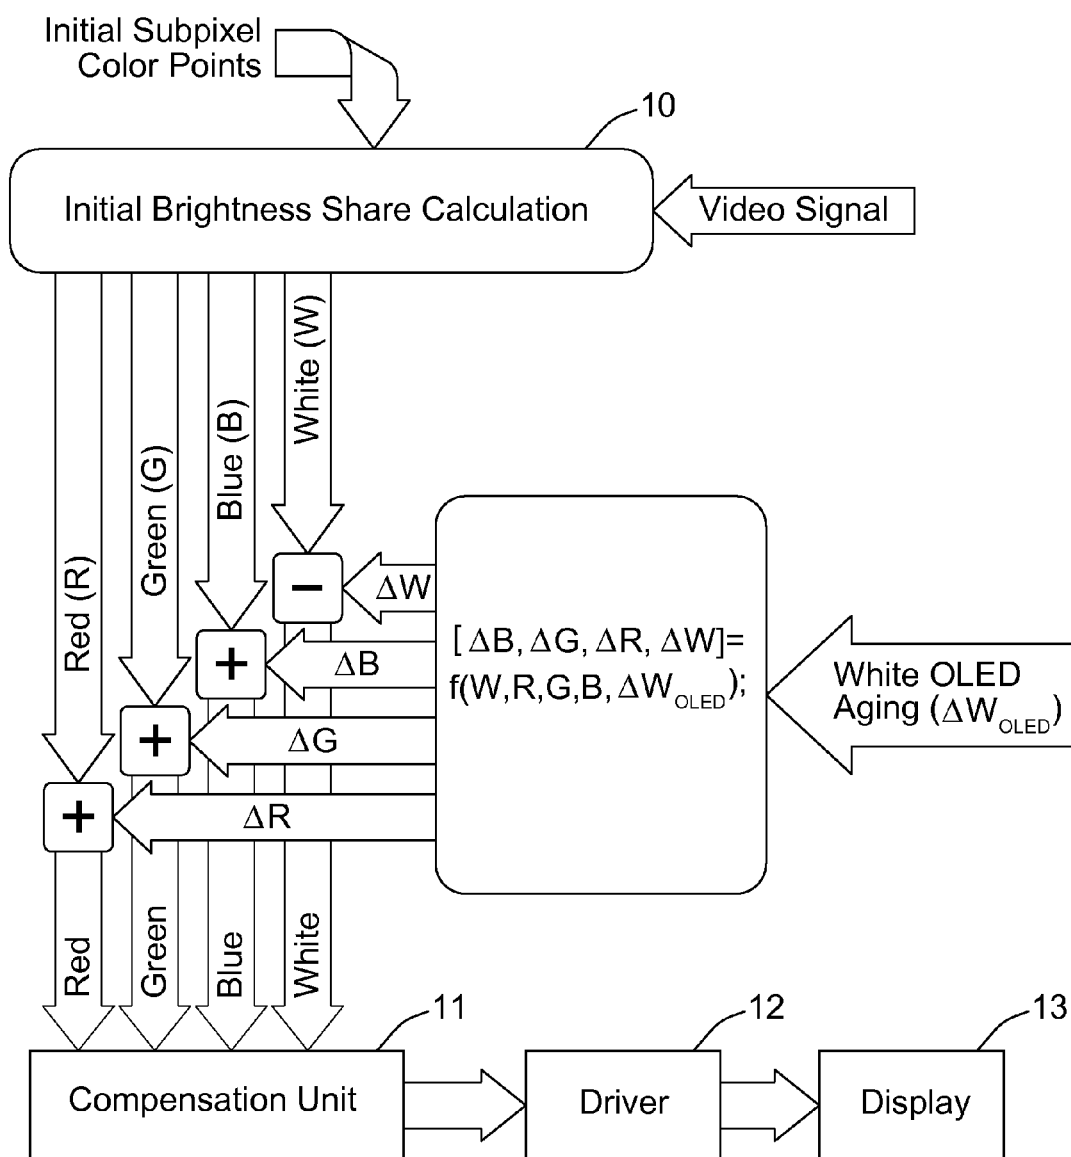 Initial Subpixel
Color Points
10
Initial Brightness Share Calculation
Video Signal
White (W)
Blue (B)
Green (G)
Red (R)
−
ΔW
+
ΔB
+
ΔG
+
ΔR
[ ΔB, ΔG, ΔR, ΔW]=
f(W,R,G,B, ΔW_OLED);
White OLED
Aging (ΔW_OLED)
Red
Green
Blue
White
11
Compensation Unit
12
Driver
13
Display